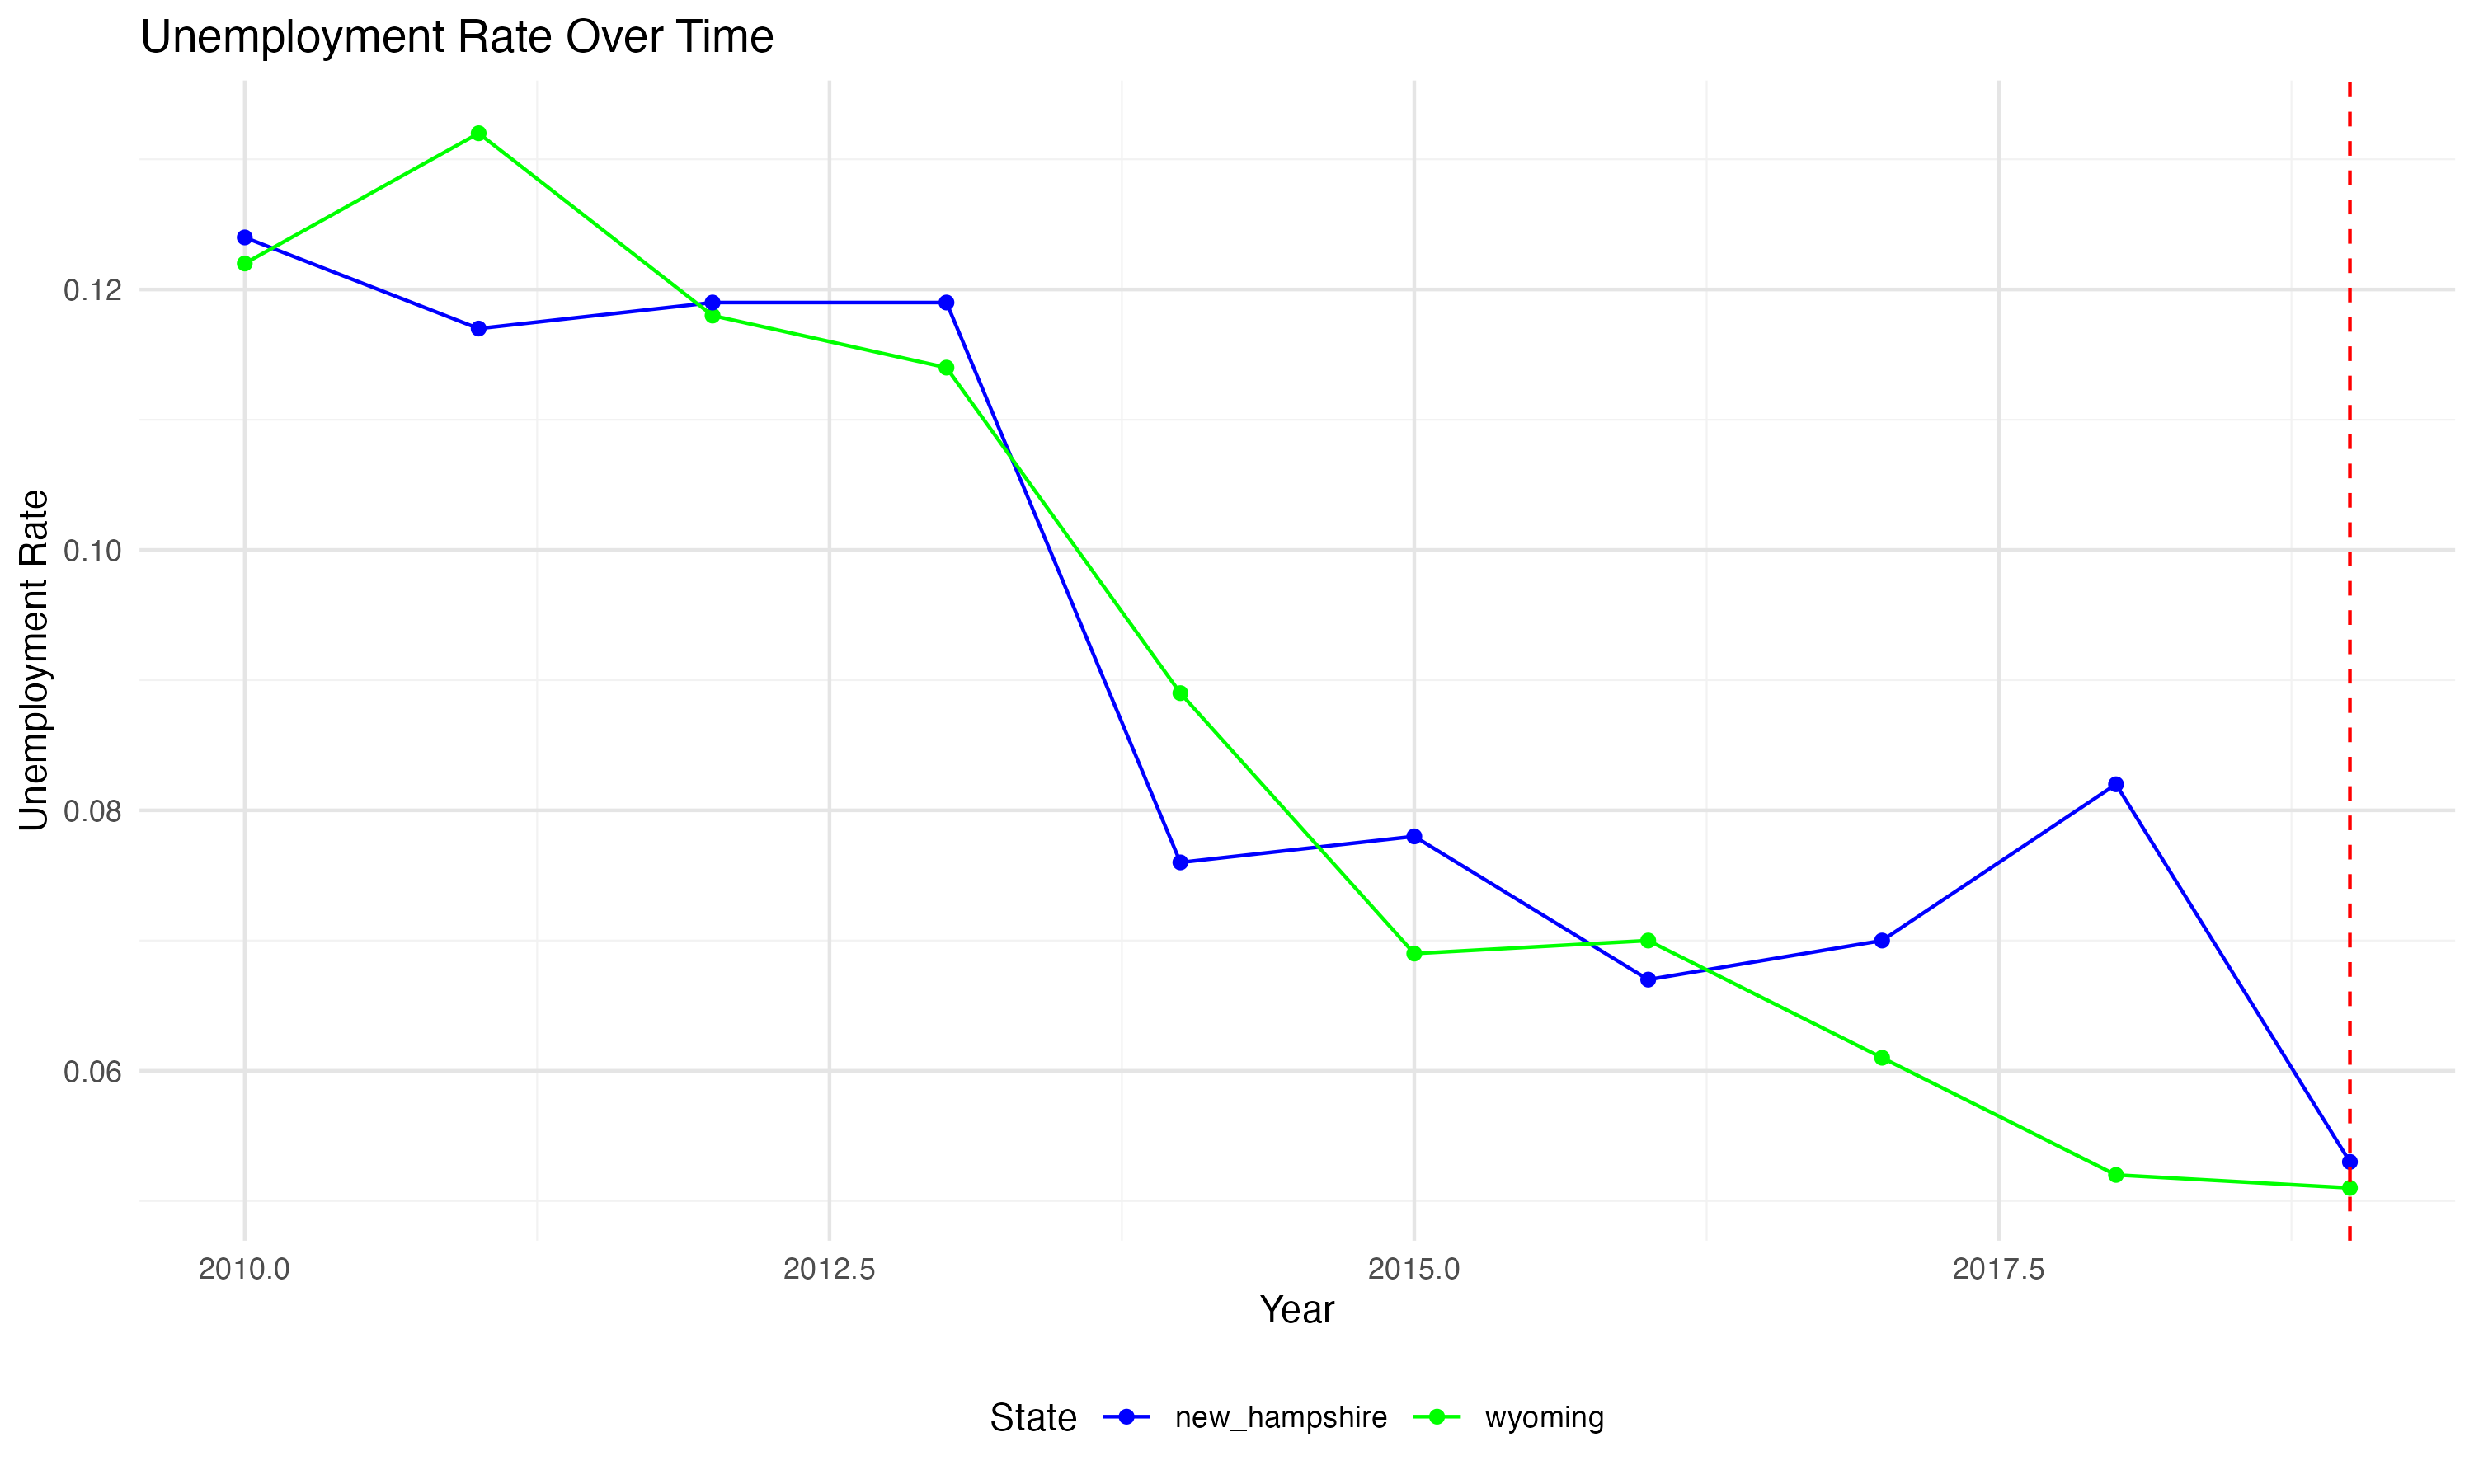 Unemployment Rate Over Time
Unemployment Rate
0.12
0.10
0.08
0.06
2010.0 2012.5 2015.0 2017.5
Year
State new_hampshire wyoming